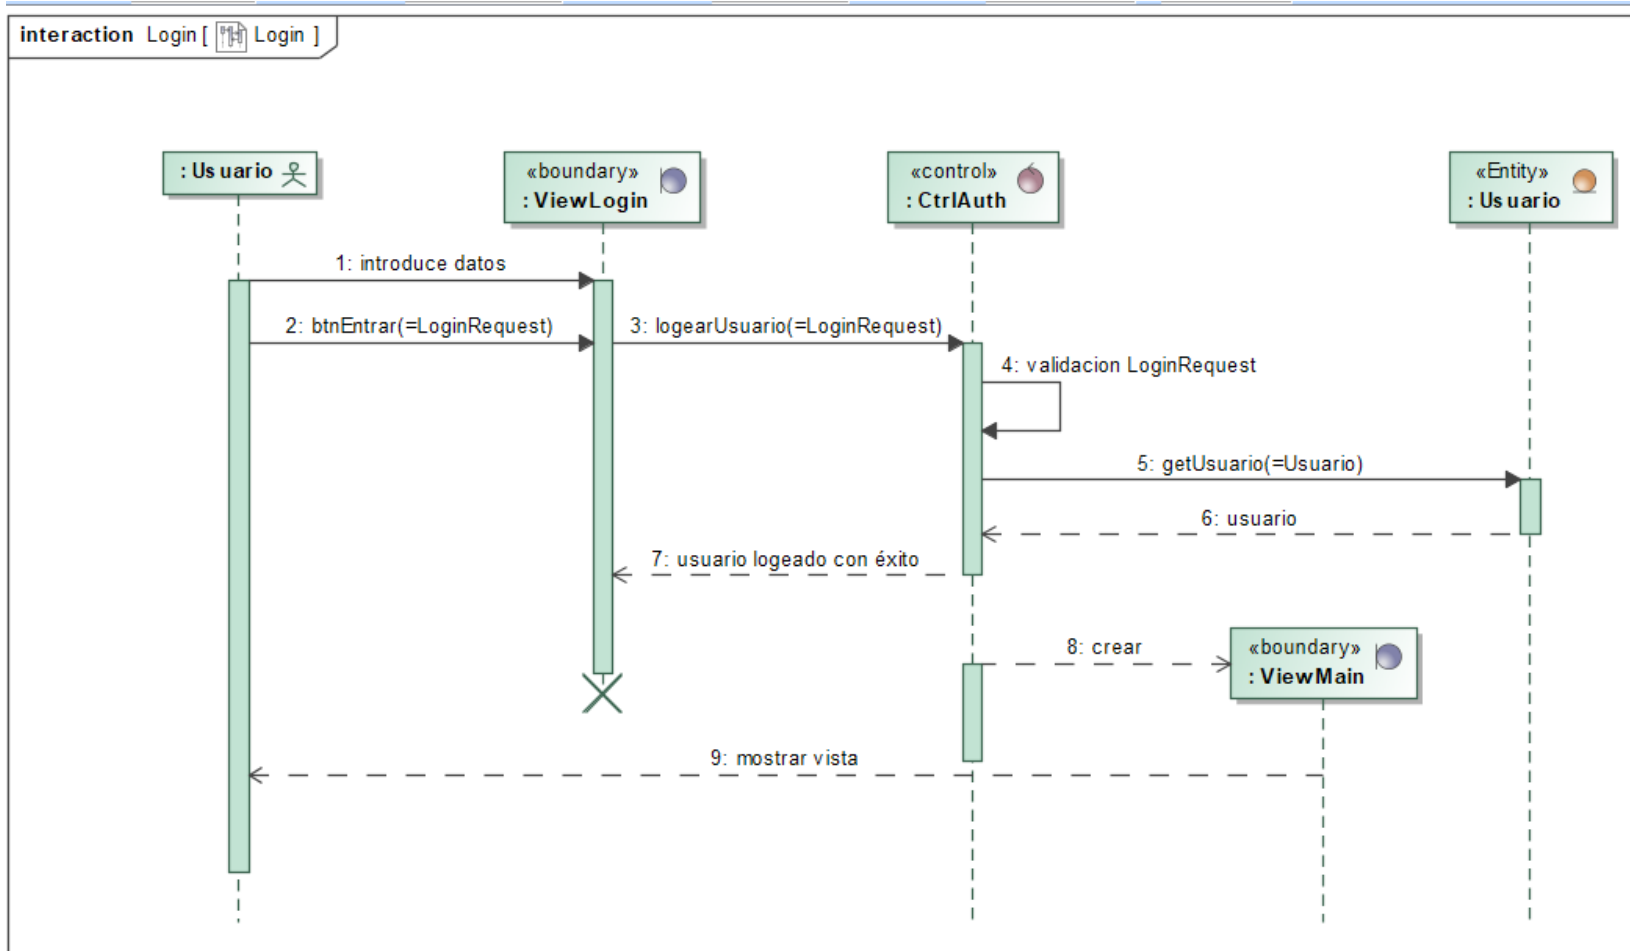 interaction Login [ Login ]
: Usuario
«boundary»
: ViewLogin
«control»
: CtrlAuth
«Entity»
: Usuario
1: introduce datos
2: btnEntrar(=LoginRequest)
3: logearUsuario(=LoginRequest)
4: validacion LoginRequest
5: getUsuario(=Usuario)
6: usuario
7: usuario logeado con éxito
8: crear
«boundary»
: ViewMain
9: mostrar vista